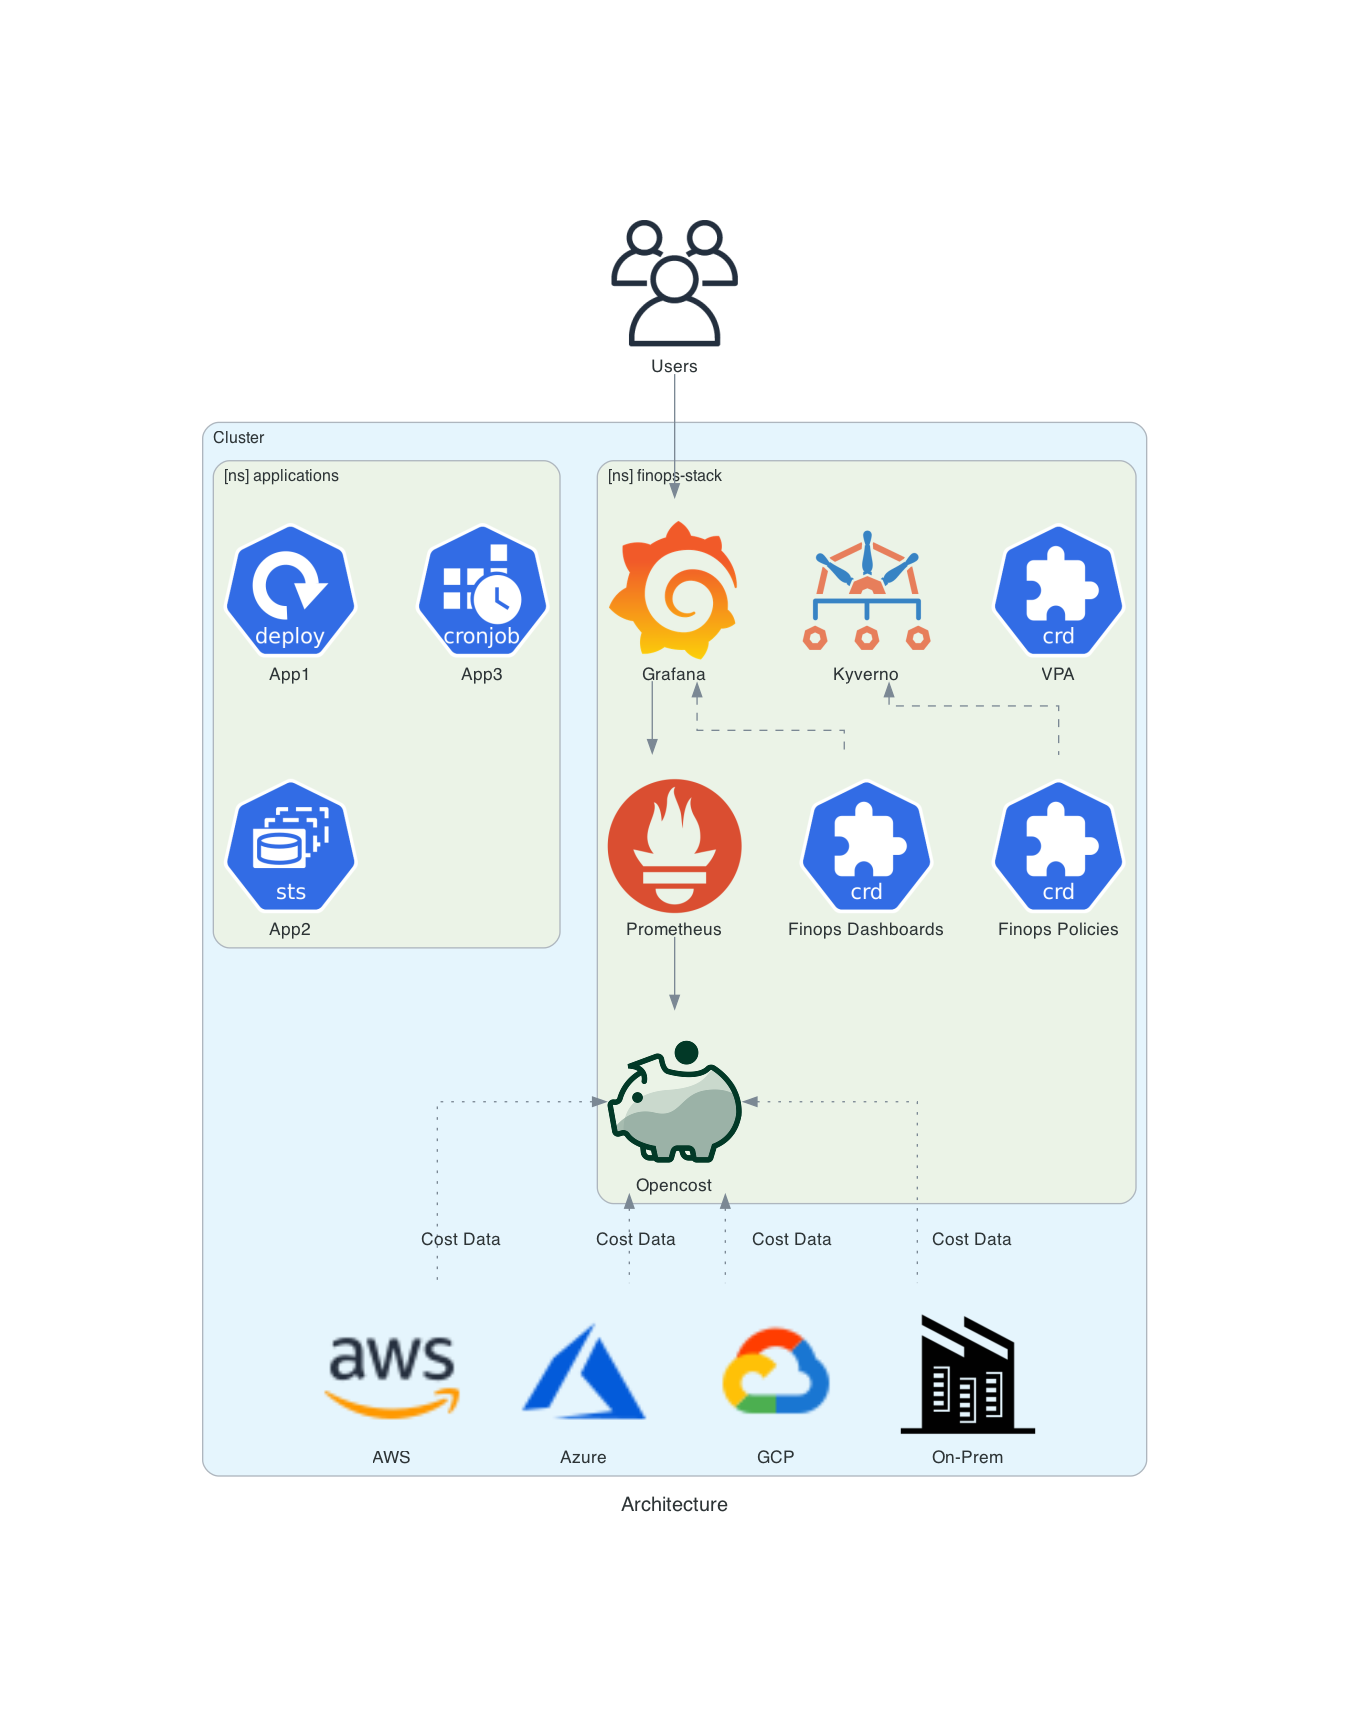 Users
Cluster
[ns] applications
[ns] finops-stack
deploy
cronjob
crd
App1
App3
Grafana
Kyverno
VPA
sts
crd
crd
App2
Prometheus
Finops Dashboards
Finops Policies
Opencost
Cost Data
Cost Data
Cost Data
Cost Data
aws
AWS
Azure
GCP
On-Prem
Architecture